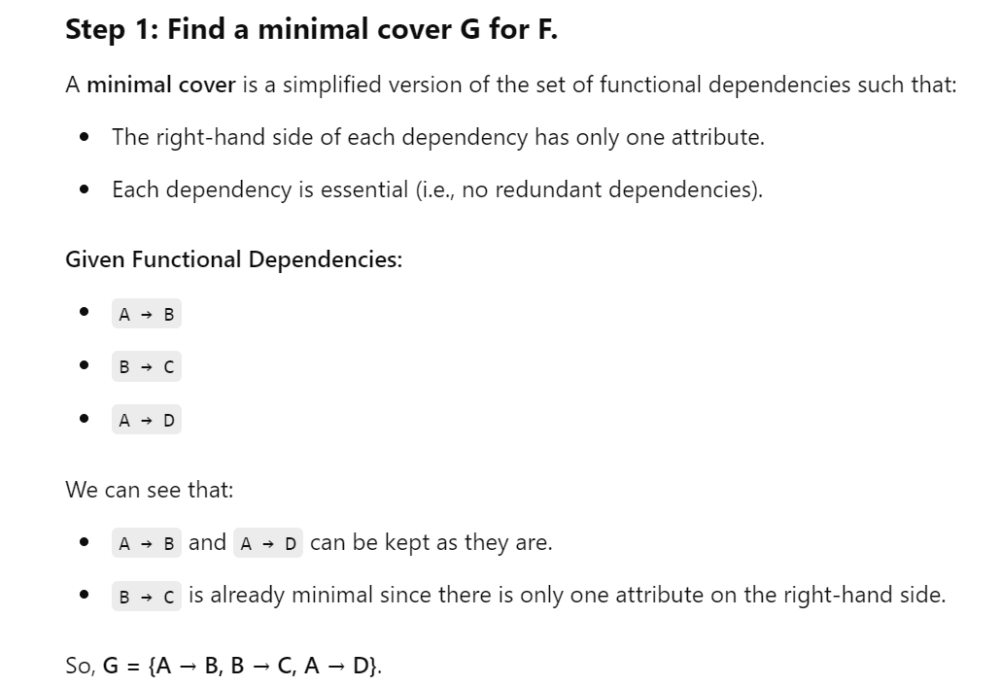 Step 1: Find a minimal cover G for F.
A minimal cover is a simplified version of the set of functional dependencies such that:
• The right-hand side of each dependency has only one attribute.
• Each dependency is essential (i.e., no redundant dependencies).
Given Functional Dependencies:
• A → B
• B → C
• A → D
We can see that:
• A → B and A → D can be kept as they are.
• B → C is already minimal since there is only one attribute on the right-hand side.
So, G = {A → B, B → C, A → D}.